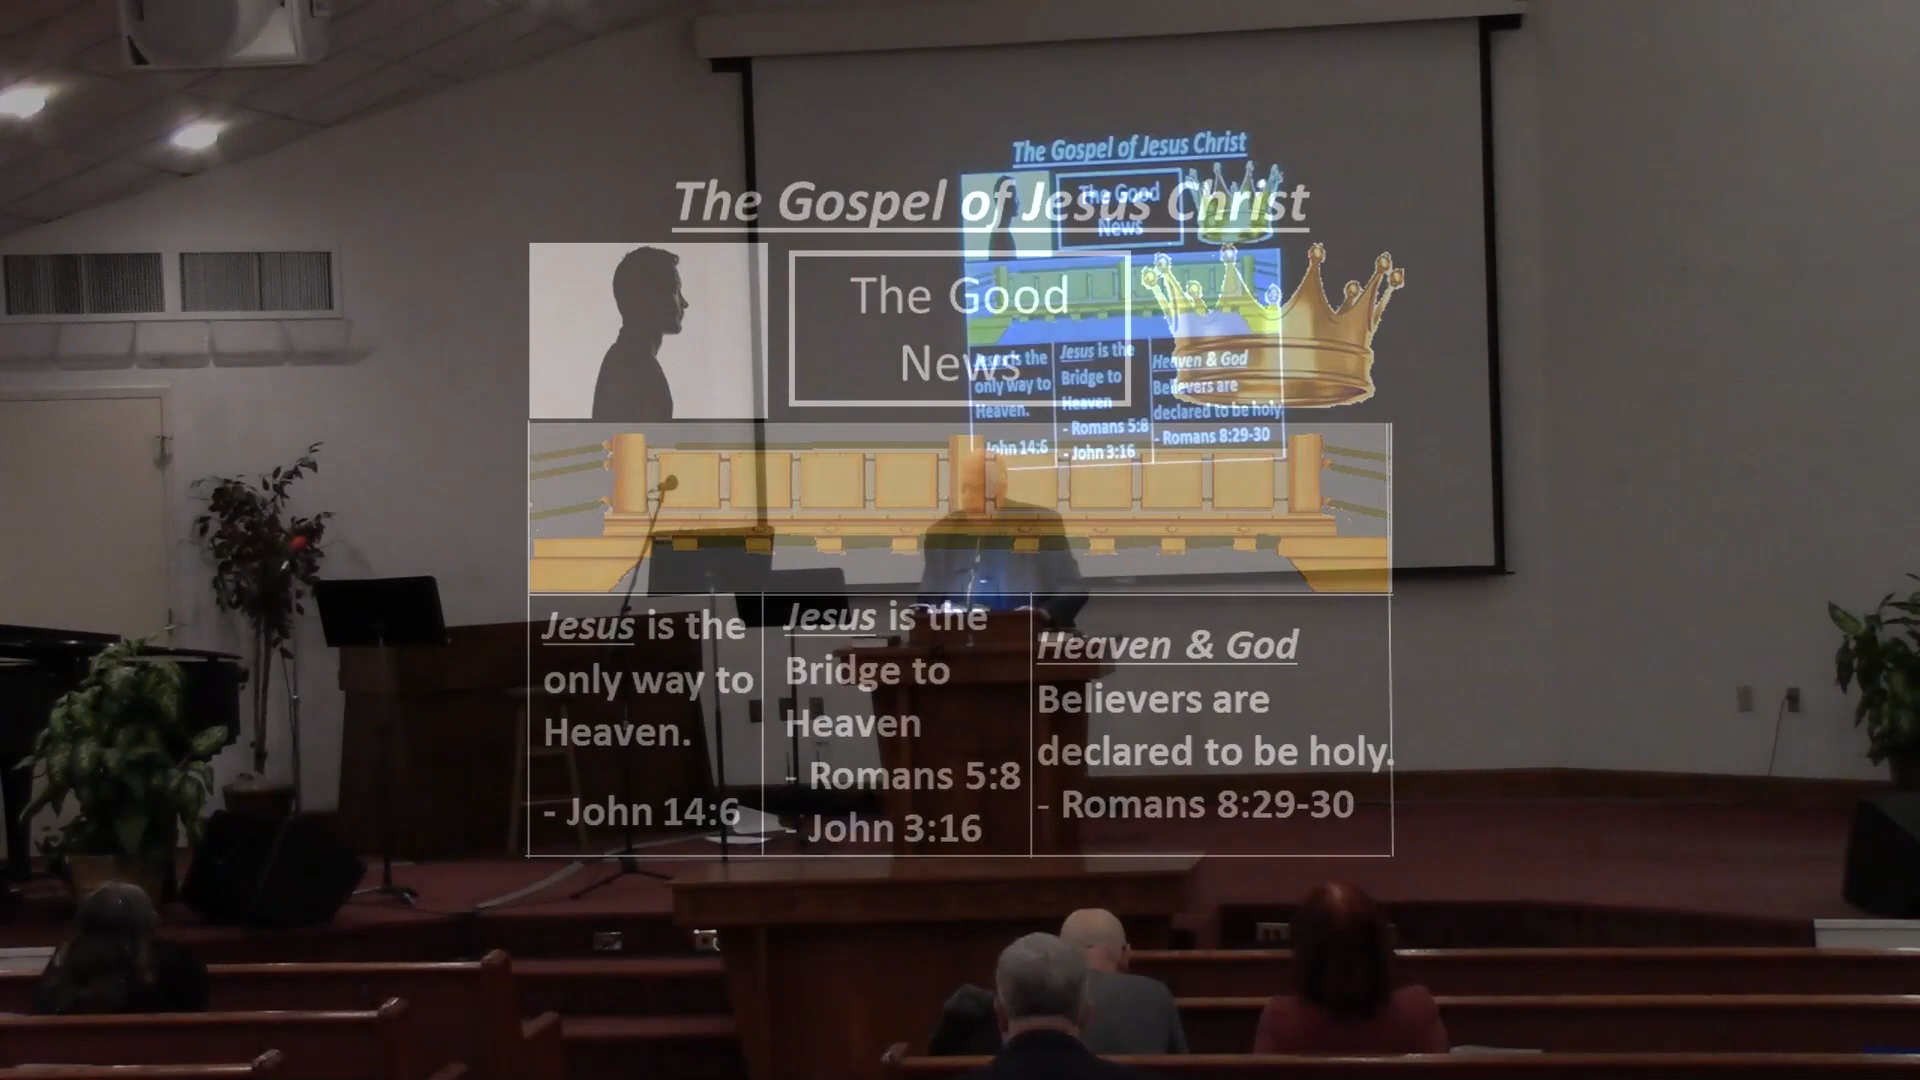 The Gospel of Jesus Christ
The Good
News
Jesus is the
only way to
Heaven.
- John 14:6
Jesus is the
Bridge to
Heaven
- Romans 5:8
- John 3:16
Heaven & God
Believers are
declared to be holy.
- Romans 8:29-30
The Gospel of Jesus Christ
The Good
News
Jesus is the
only way to
Heaven.
John 14:6
Jesus is the
Bridge to
Heaven
- Romans 5:8
- John 3:16
Heaven & God
Believers are
declared to be holy
- Romans 8:29-30